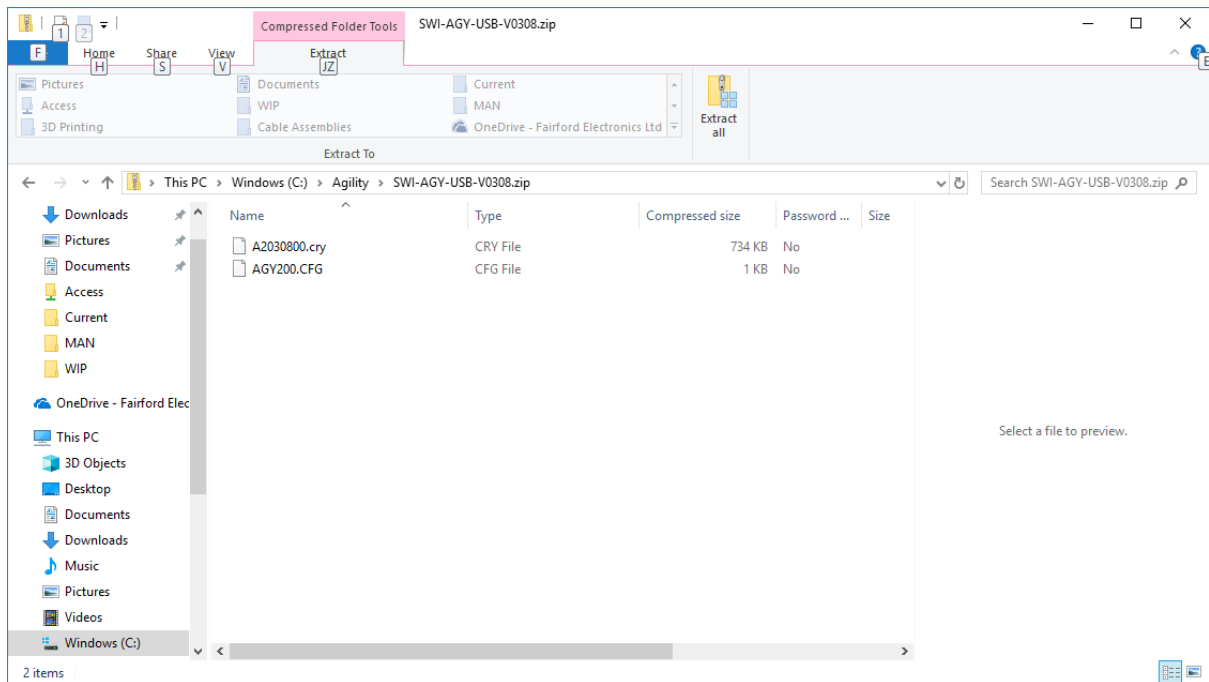 1 2 Compressed Folder Tools SWI-AGY-USB-V0308.zip
F Home Share View Extract
H S V JZ E
Pictures Documents Current
Access WIP MAN
3D Printing Cable Assemblies OneDrive - Fairford Electronics Ltd
Extract all
Extract To
This PC > Windows (C:) > Agility > SWI-AGY-USB-V0308.zip Search SWI-AGY-USB-V0308.zip
Downloads
Pictures
Documents
Access
Current
MAN
WIP
OneDrive - Fairford Elec
This PC
3D Objects
Desktop
Documents
Downloads
Music
Pictures
Videos
Windows (C:)
Name Type Compressed size Password ... Size
A2030800.cry CRY File 734 KB No
AGY200.CFG CFG File 1 KB No
Select a file to preview.
2 items